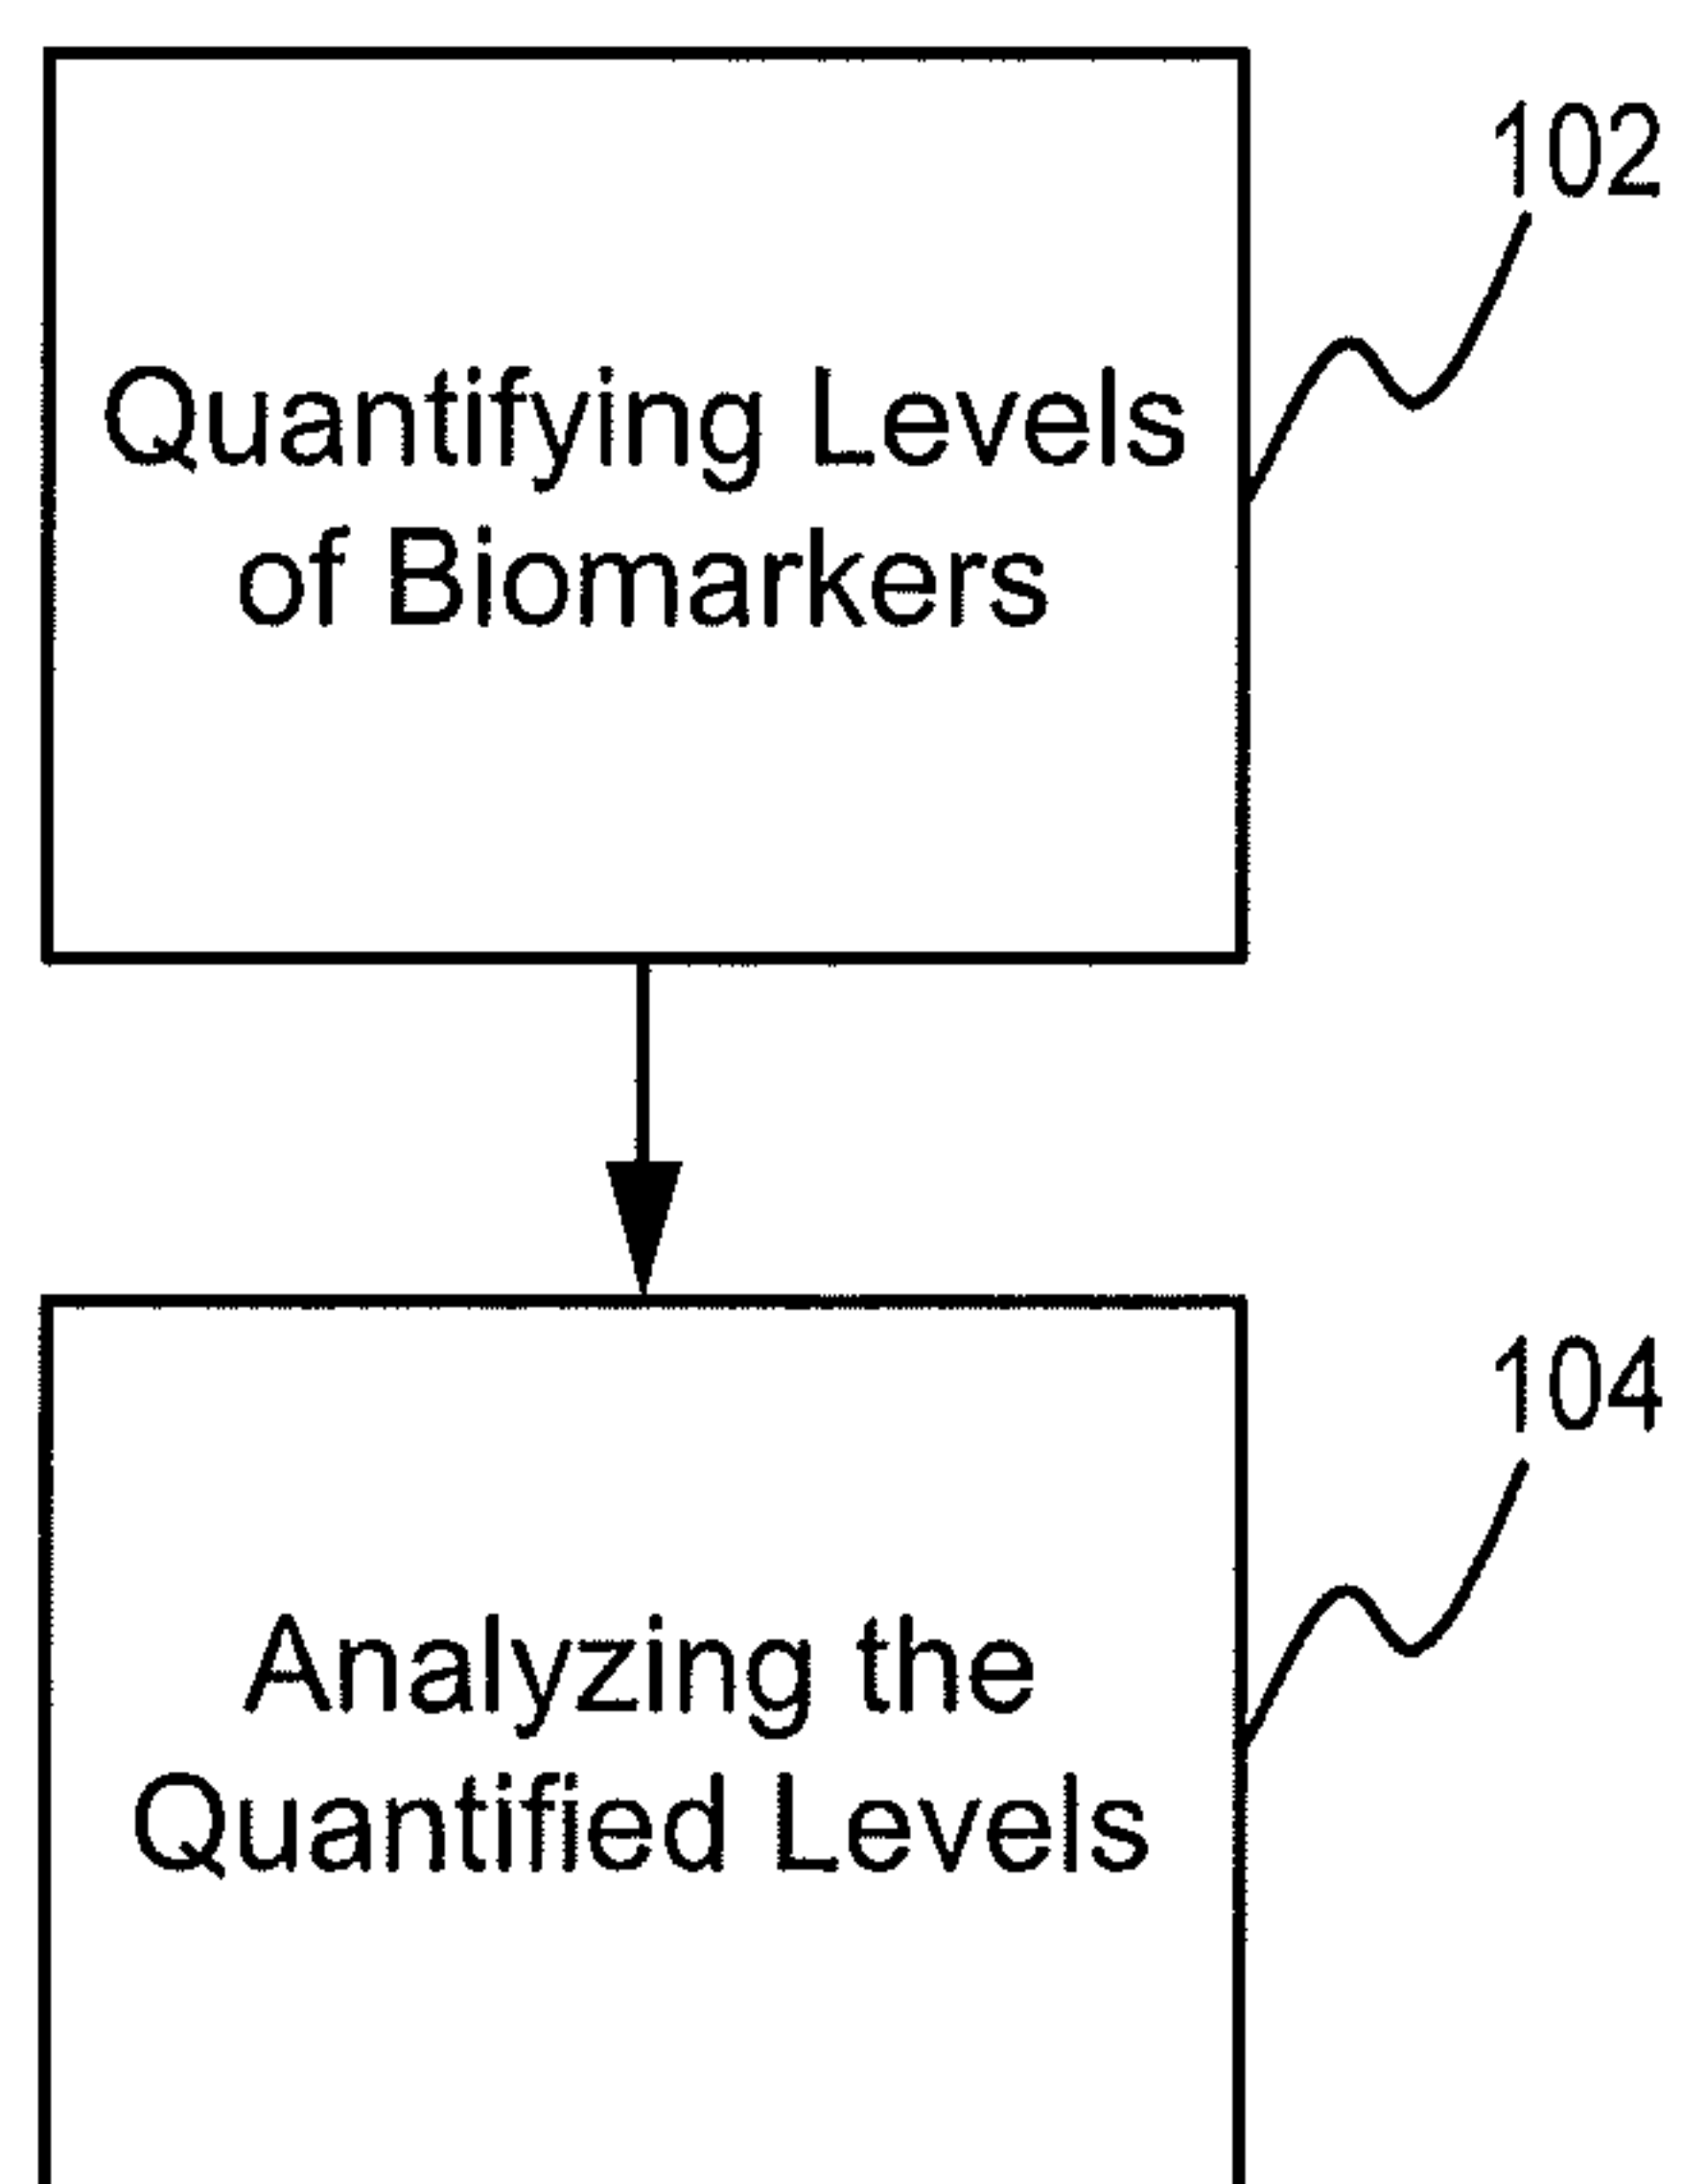 102
Quantifying Levels
of Biomarkers
104
Analyzing the
Quantified Levels